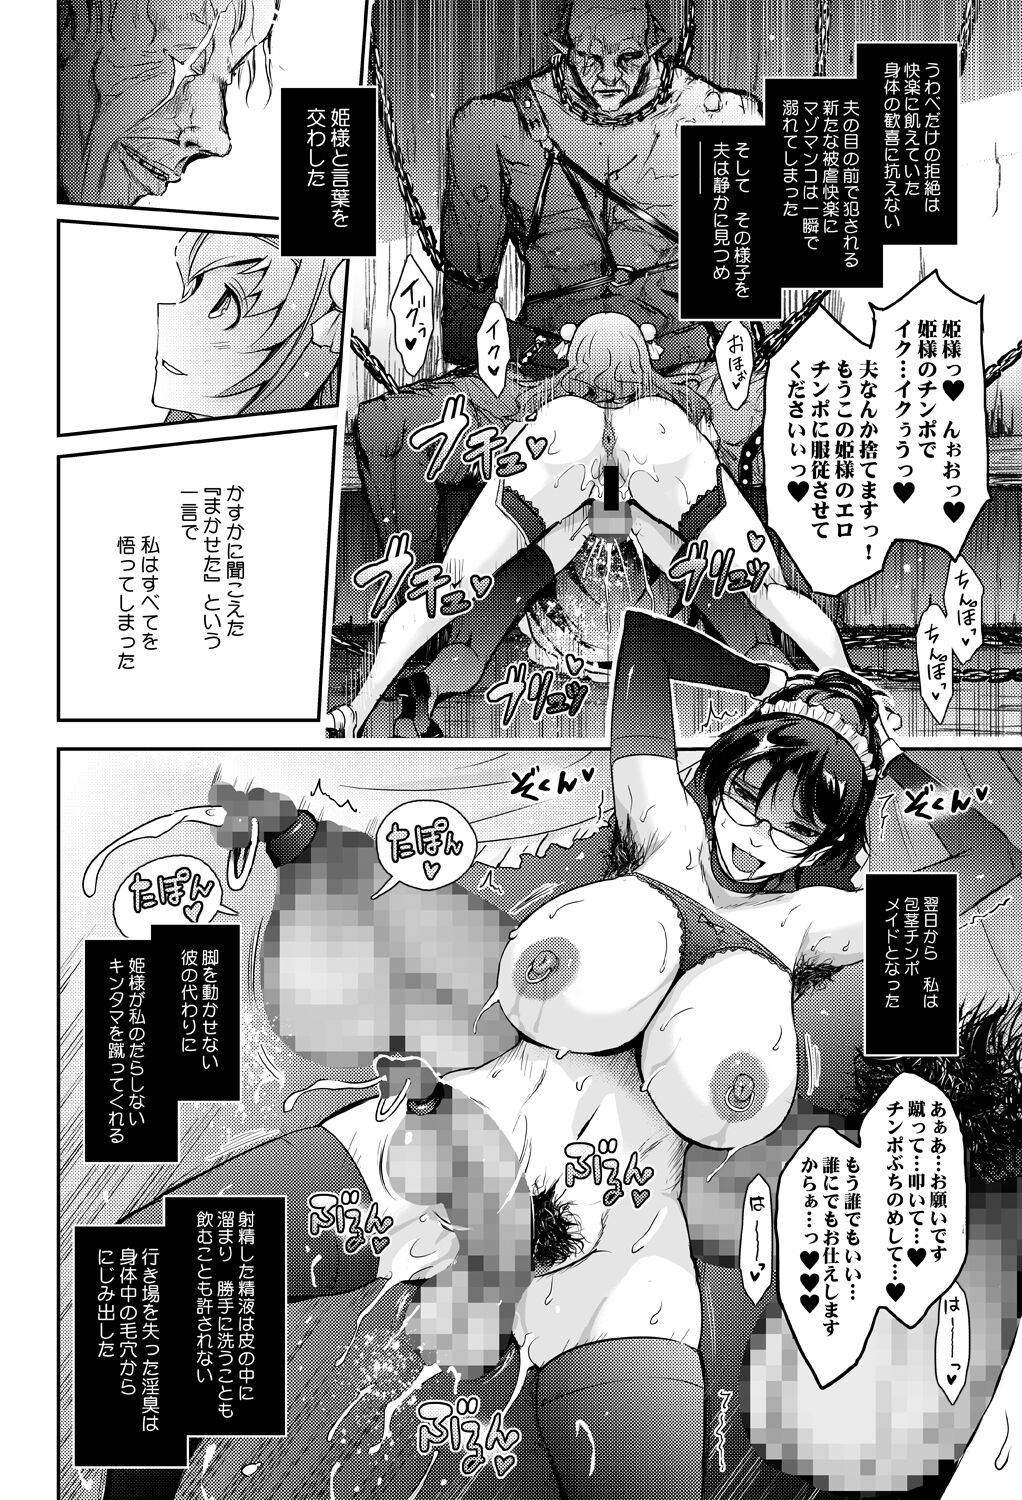 うわべだけの拒絶は
快楽に飢えていた
身体の歓喜に抗えない
夫の目の前で犯される
新たな被虐快楽に
マゾマンコは一瞬で
溺れてしまった
そして その様子を
夫は静かに見つめ
――
姫様と言葉を
交わした
姫様っ♥ んぉおっ♥
姫様のチンポで
イク…イクぅうっ♥
夫なんか捨てますっ！
もうこの姫様のエロ
チンポに服従させて
くださいぃっ♥
おほぉ♡
イク♡
イグぅ♡
ちんぽっ♡
ちんぽっ♡
ブチュ♡
ブチュ♡
ブリュッ♡
ブリュッ♡
かすかに聞こえた
『まかせた』という
一言で
私はすべてを
悟ってしまった
翌日から 私は
包茎チンポ
メイドとなった
ぞくん♥
ぞくん♥
たぽん♡
たぽん♡
あぁあ…お願いです
蹴って…叩いて…♥
チンポぶちのめして…♥
もう誰でもいい…
誰にでもお仕えします
からぁ…っ♥♥♥
はーっ♡
はーーっ♡
脚を動かせない
彼の代わりに
姫様が私のだらしない
キンタマを蹴ってくれる
ぶるん♡
ぶるん♡
ぶるん♡
射精した精液は皮の中に
溜まり 勝手に洗うことも
飲むことも許されない
行き場を失った淫臭は
身体中の毛穴から
にじみ出した